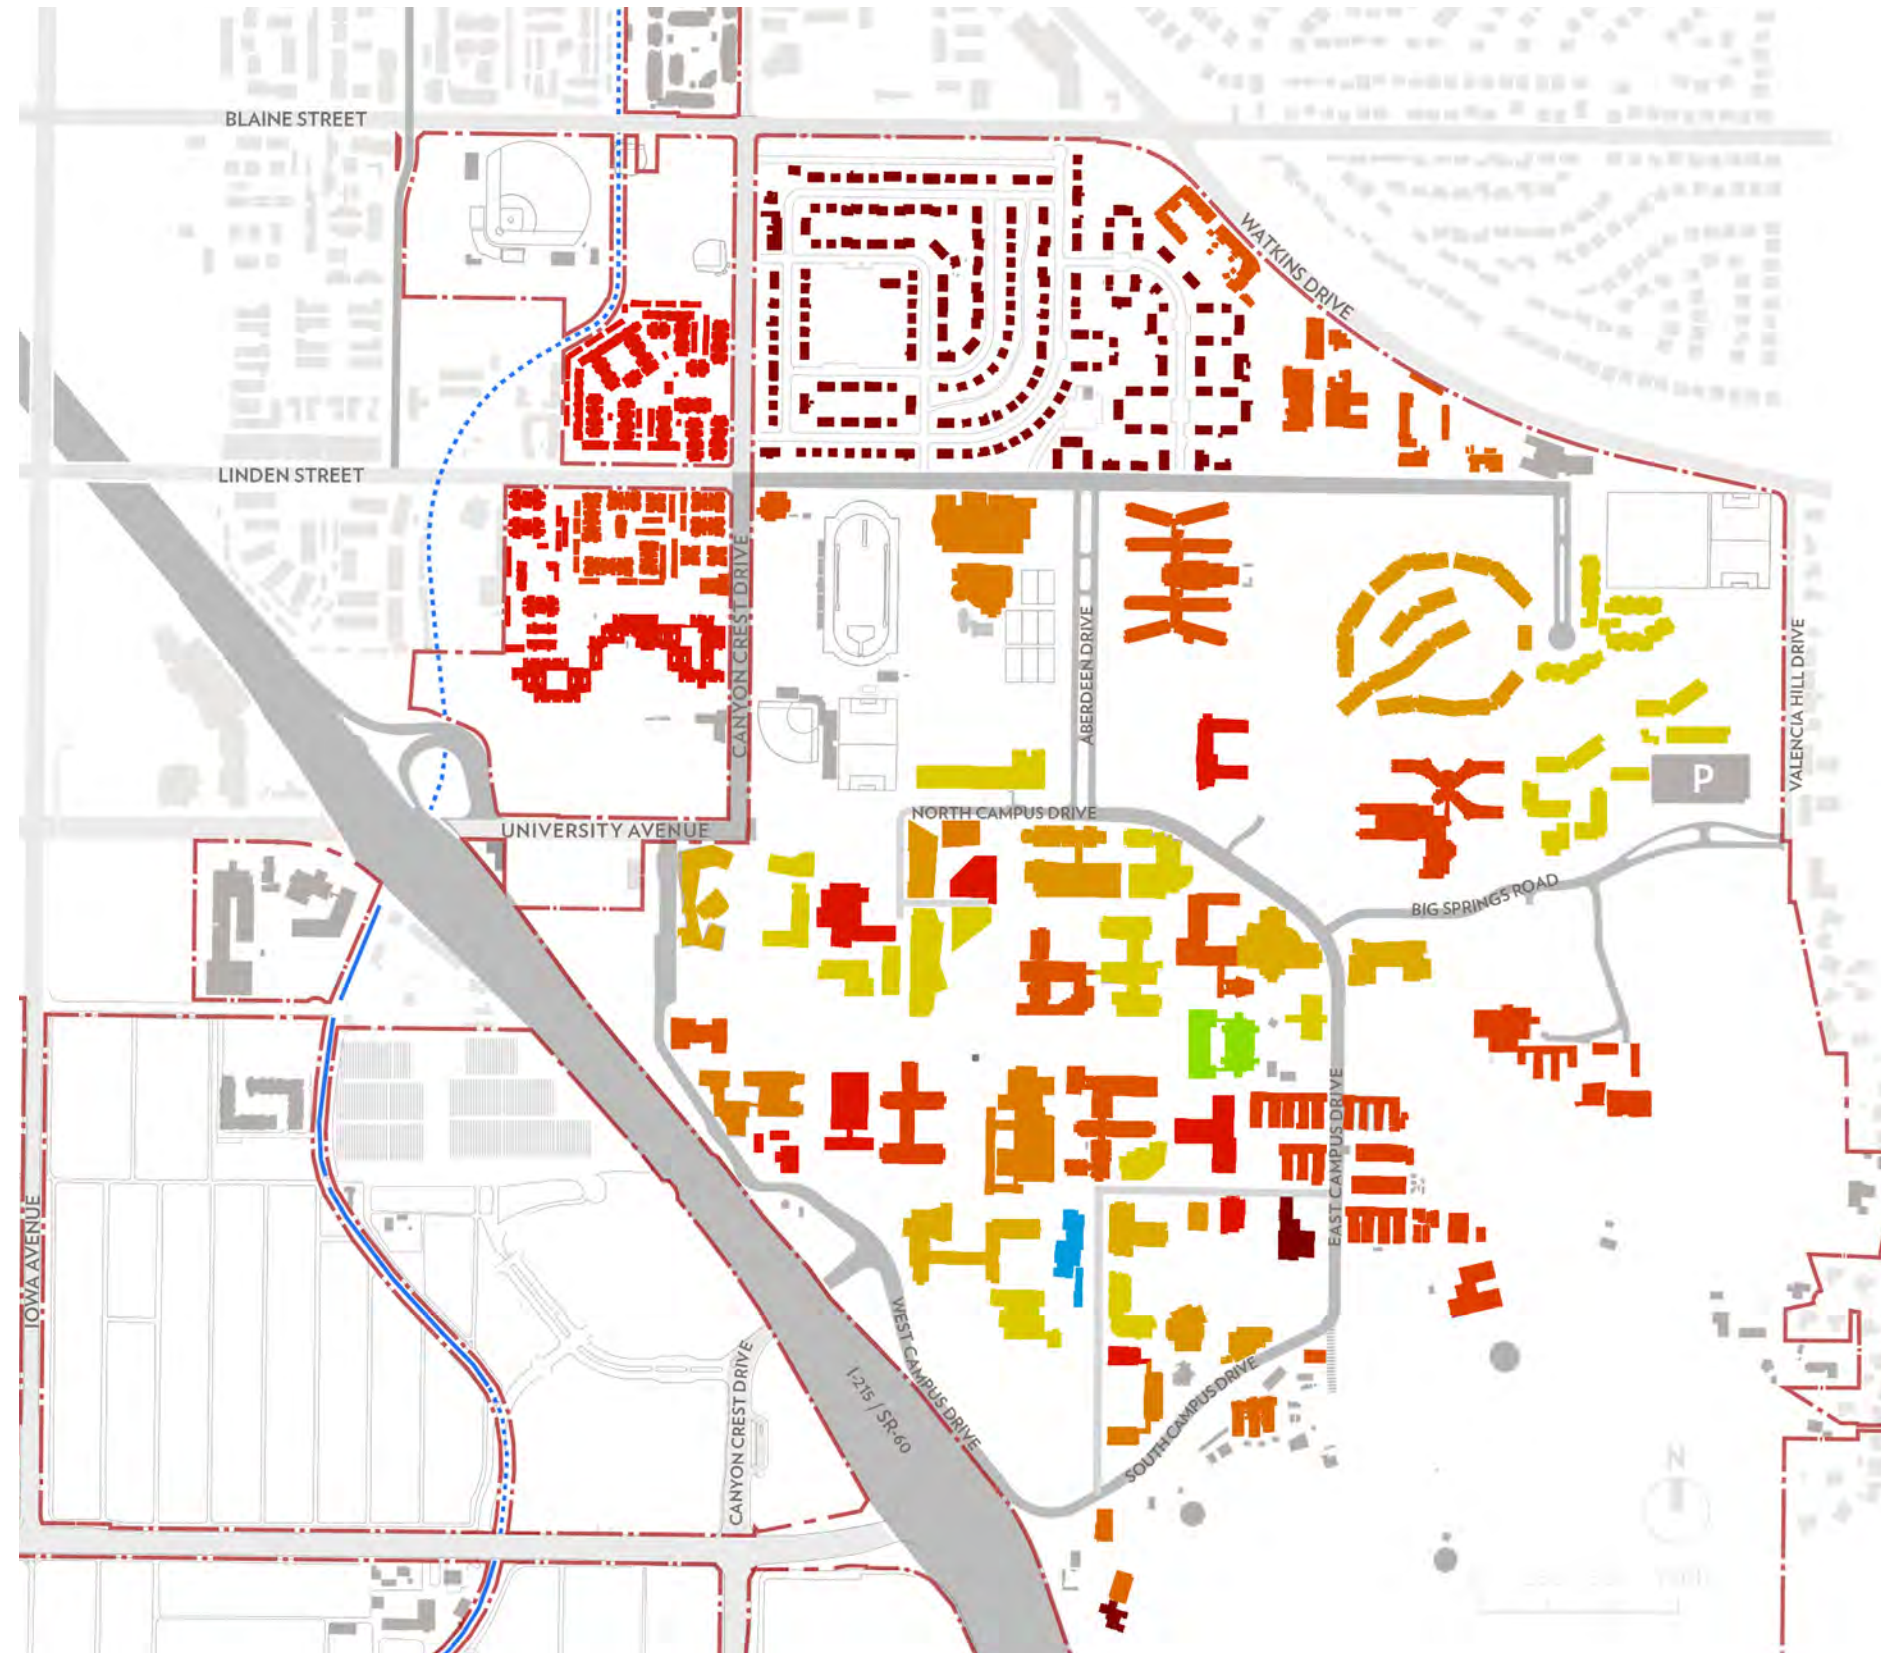 BLAINE STREET
WATKINS DRIVE
LINDEN STREET
CANYON CREST DRIVE
ABERDEEN DRIVE
VALENCIA HILL DRIVE
P
NORTH CAMPUS DRIVE
UNIVERSITY AVENUE
BIG SPRINGS ROAD
EAST CAMPUS DRIVE
IOWA AVENUE
WEST CAMPUS DRIVE
I-215 / SR-60
CANYON CREST DRIVE
SOUTH CAMPUS DRIVE
N